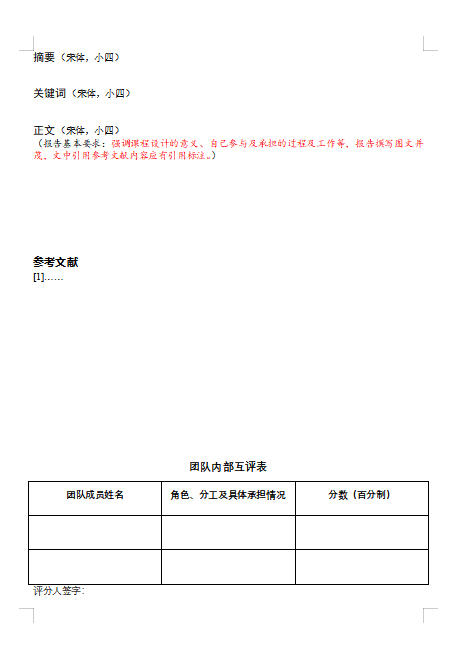 摘要（宋体，小四）
关键词（宋体，小四）
正文（宋体，小四）
（报告基本要求：强调课程设计的意义、自己参与及承担的过程及工作等，报告撰写图文并
茂，文中引用参考文献内容应有引用标注。）
参考文献
[1]……
团队内部互评表
团队成员姓名 角色、分工及具体承担情况 分数（百分制）
评分人签字：